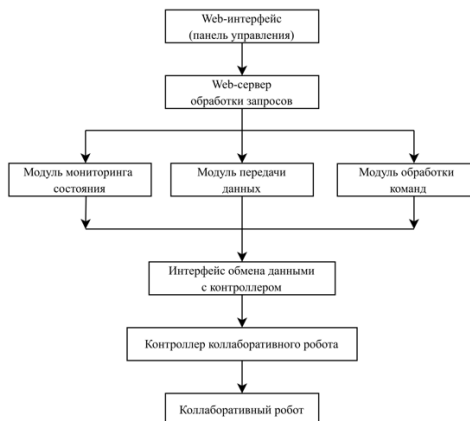 Web-интерфейс
(панель управления)
Web-сервер
обработки запросов
Модуль мониторинга
состояния
Модуль передачи
данных
Модуль обработки
команд
Интерфейс обмена данными
с контроллером
Контроллер коллаборативного робота
Коллаборативный робот